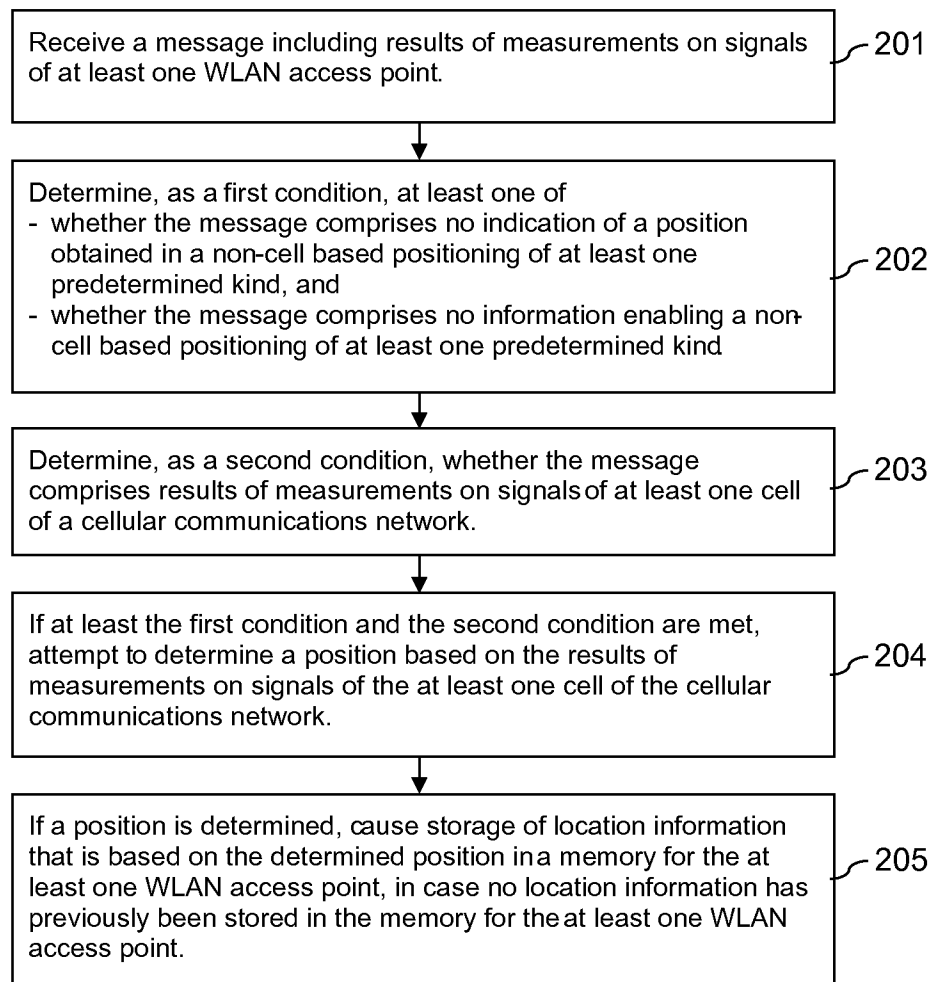 Receive a message including results of measurements on signals
of at least one WLAN access point.
201
Determine, as a first condition, at least one of
- whether the message comprises no indication of a position
obtained in a non-cell based positioning of at least one
predetermined kind, and
- whether the message comprises no information enabling a non-
cell based positioning of at least one predetermined kind.
202
Determine, as a second condition, whether the message
comprises results of measurements on signals of at least one cell
of a cellular communications network.
203
If at least the first condition and the second condition are met,
attempt to determine a position based on the results of
measurements on signals of the at least one cell of the cellular
communications network.
204
If a position is determined, cause storage of location information
that is based on the determined position in a memory for the at
least one WLAN access point, in case no location information has
previously been stored in the memory for the at least one WLAN
access point.
205